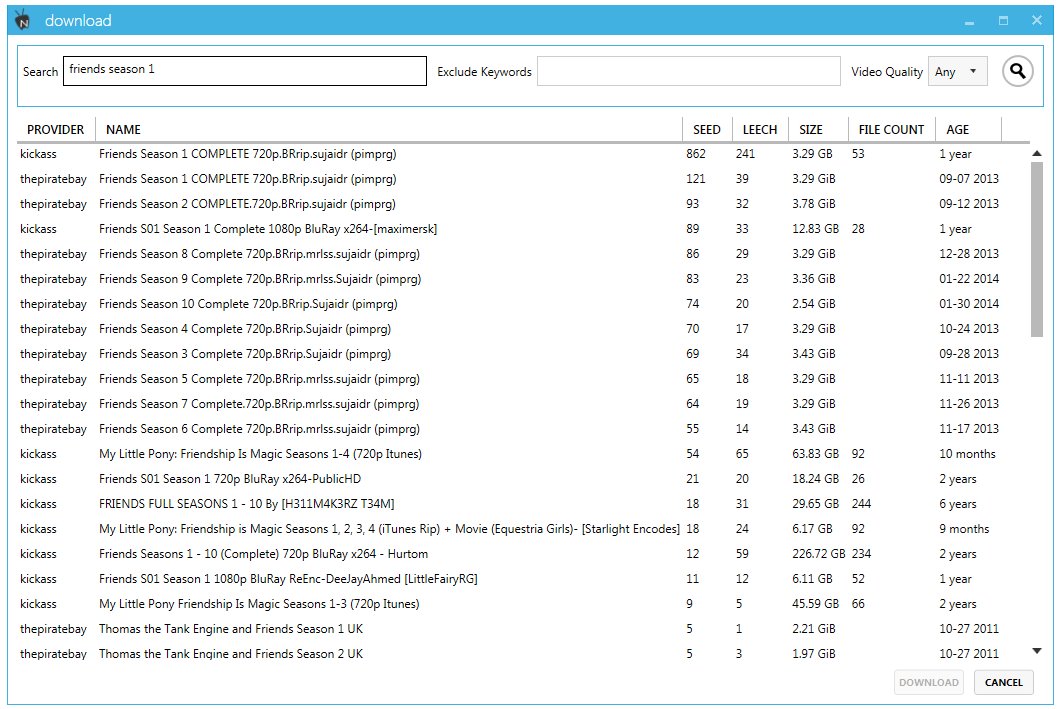 N download
Search friends season 1 Exclude Keywords Video Quality Any
PROVIDER NAME SEED LEECH SIZE FILE COUNT AGE
kickass Friends Season 1 COMPLETE 720p.BRrip.sujaidr (pimprg) 862 241 3.29 GB 53 1 year
thepiratebay Friends Season 1 COMPLETE 720p.BRrip.sujaidr (pimprg) 121 39 3.29 GiB 09-07 2013
thepiratebay Friends Season 2 COMPLETE.720p.BRrip.sujaidr (pimprg) 93 32 3.78 GiB 09-12 2013
kickass Friends S01 Season 1 Complete 1080p BluRay x264-[maximersk] 89 33 12.83 GB 28 1 year
thepiratebay Friends Season 8 Complete 720p.BRrip.mrlss.sujaidr (pimprg) 86 29 3.29 GiB 12-28 2013
thepiratebay Friends Season 9 Complete 720p.BRrip.mrlss.Sujaidr (pimprg) 83 23 3.36 GiB 01-22 2014
thepiratebay Friends Season 10 Complete 720p.BRrip.Sujaidr (pimprg) 74 20 2.54 GiB 01-30 2014
thepiratebay Friends Season 4 Complete 720p.BRrip.Sujaidr (pimprg) 70 17 3.29 GiB 10-24 2013
thepiratebay Friends Season 3 Complete 720p.BRrip.Sujaidr (pimprg) 69 34 3.43 GiB 09-28 2013
thepiratebay Friends Season 5 Complete 720p.BRrip.mrlss.sujaidr (pimprg) 65 18 3.29 GiB 11-11 2013
thepiratebay Friends Season 7 Complete.720p.BRrip.mrlss.sujaidr (pimprg) 64 19 3.29 GiB 11-26 2013
thepiratebay Friends Season 6 Complete 720p.BRrip.mrlss.sujaidr (pimprg) 55 14 3.43 GiB 11-17 2013
kickass My Little Pony: Friendship Is Magic Seasons 1-4 (720p Itunes) 54 65 63.83 GB 92 10 months
kickass Friends S01 Season 1 720p BluRay x264-PublicHD 21 20 18.24 GB 26 2 years
kickass FRIENDS FULL SEASONS 1 - 10 By [H311M4K3RZ T34M] 18 31 29.65 GB 244 6 years
kickass My Little Pony: Friendship is Magic Seasons 1, 2, 3, 4 (iTunes Rip) + Movie (Equestria Girls)- [Starlight Encodes] 18 24 6.17 GB 92 9 months
kickass Friends Seasons 1 - 10 (Complete) 720p BluRay x264 - Hurtom 12 59 226.72 GB 234 2 years
kickass Friends S01 Season 1 1080p BluRay ReEnc-DeeJayAhmed [LittleFairyRG] 11 12 6.11 GB 52 1 year
kickass My Little Pony Friendship Is Magic Seasons 1-3 (720p Itunes) 9 5 45.59 GB 66 2 years
thepiratebay Thomas the Tank Engine and Friends Season 1 UK 5 1 2.21 GiB 10-27 2011
thepiratebay Thomas the Tank Engine and Friends Season 2 UK 5 3 1.97 GiB 10-27 2011
DOWNLOAD CANCEL